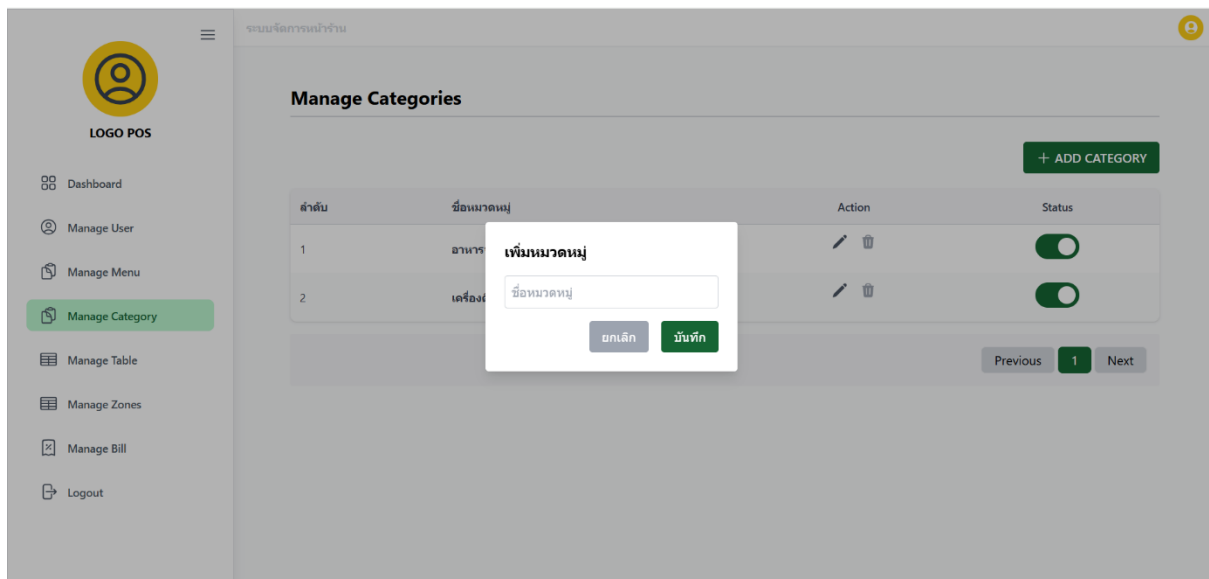 ระบบจัดการหน้าร้าน
LOGO POS
Dashboard
Manage User
Manage Menu
Manage Category
Manage Table
Manage Zones
Manage Bill
Logout
Manage Categories
+ ADD CATEGORY
ลำดับ ชื่อหมวดหมู่ Action Status
1
2
เพิ่มหมวดหมู่
ชื่อหมวดหมู่
ยกเลิก บันทึก
Previous 1 Next